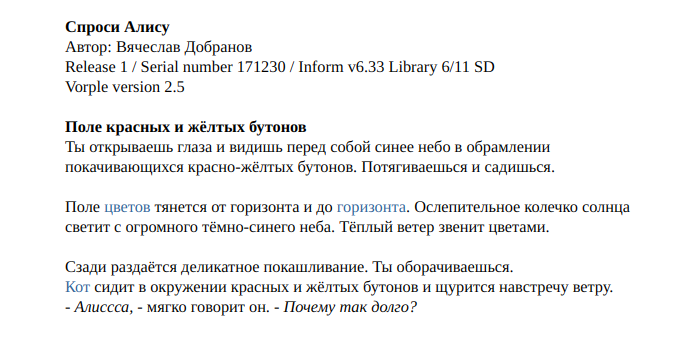 Спроси Алису
Автор: Вячеслав Добранов
Release 1 / Serial number 171230 / Inform v6.33 Library 6/11 SD
Vorple version 2.5
Поле красных и жёлтых бутонов
Ты открываешь глаза и видишь перед собой синее небо в обрамлении
покачивающихся красно-жёлтых бутонов. Потягиваешься и садишься.
Поле цветов тянется от горизонта и до горизонта. Ослепительное колечко солнца
светит с огромного тёмно-синего неба. Тёплый ветер звенит цветами.
Сзади раздаётся деликатное покашливание. Ты оборачиваешься.
Кот сидит в окружении красных и жёлтых бутонов и щурится навстречу ветру.
- Алиссса, - мягко говорит он. - Почему так долго?